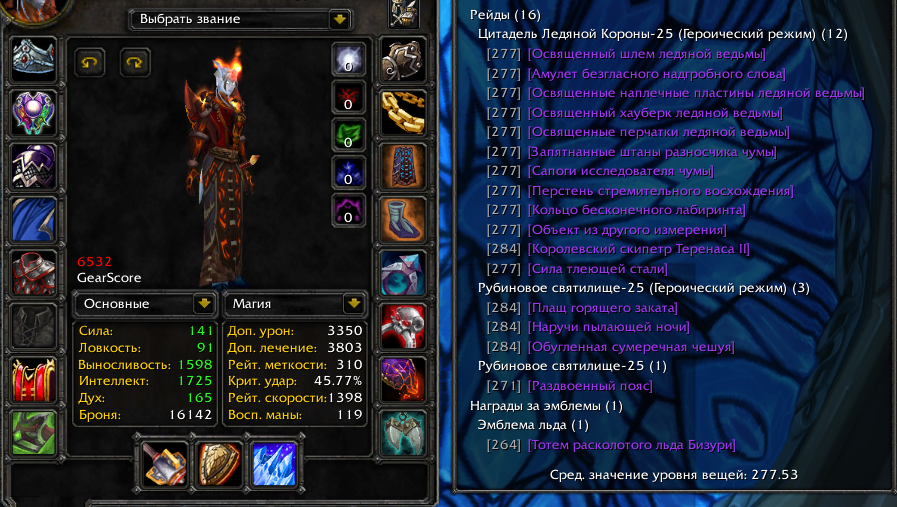 Выбрать звание
0
0
0
0
0
6532
GearScore
Основные
Магия
Сила: 141
Ловкость: 91
Выносливость: 1598
Интеллект: 1725
Дух: 165
Броня: 16142
Доп. урон: 3350
Доп. лечение: 3803
Рейт. меткости: 310
Крит. удар: 45.77%
Рейт. скорости: 1398
Восп. маны: 119
Рейды (16)
Цитадель Ледяной Короны-25 (Героический режим) (12)
[277] [Освященный шлем ледяной ведьмы]
[277] [Амулет безгласного надгробного слова]
[277] [Освященные наплечные пластины ледяной ведьмы]
[277] [Освященный хауберк ледяной ведьмы]
[277] [Освященные перчатки ледяной ведьмы]
[277] [Запятнанные штаны разносчика чумы]
[277] [Сапоги исследователя чумы]
[277] [Перстень стремительного восхождения]
[277] [Кольцо бесконечного лабиринта]
[277] [Объект из другого измерения]
[284] [Королевский скипетр Теренаса II]
[277] [Сила тлеющей стали]
Рубиновое святилище-25 (Героический режим) (3)
[284] [Плащ горящего заката]
[284] [Наручи пылающей ночи]
[284] [Обугленная сумеречная чешуя]
Рубиновое святилище-25 (1)
[271] [Раздвоенный пояс]
Награды за эмблемы (1)
Эмблема льда (1)
[264] [Тотем расколотого льда Бизури]
Сред. значение уровня вещей: 277.53